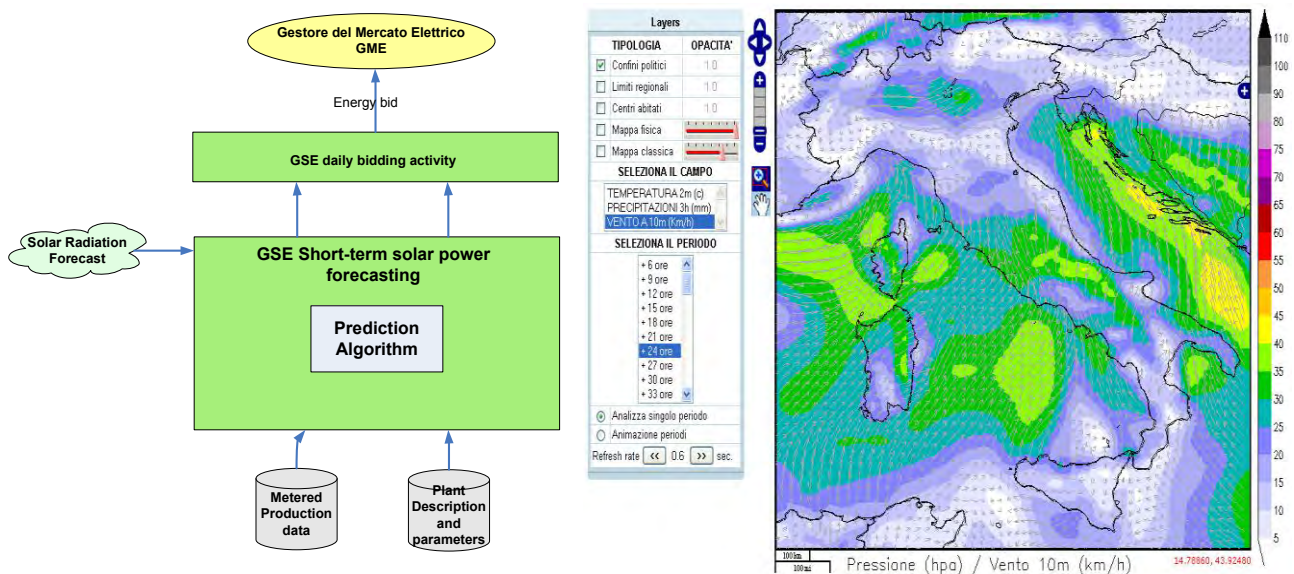 Gestore del Mercato Elettrico
GME
Energy bid
GSE daily bidding activity
Solar Radiation
Forecast
GSE Short-term solar power
forecasting
Prediction
Algorithm
Metered
Production
data
Plant
Description
and
parameters
Layers
TIPOLOGIA OPACITA'
Confini politici 1.0
Limiti regionali 1.0
Centri abitati 1.0
Mappa fisica
Mappa classica
SELEZIONA IL CAMPO
TEMPERATURA 2m (c)
PRECIPITAZIONI 3h (mm)
VENTO A 10m (Km/h)
SELEZIONA IL PERIODO
+ 6 ore
+ 9 ore
+ 12 ore
+ 15 ore
+ 18 ore
+ 21 ore
+ 24 ore
+ 27 ore
+ 30 ore
+ 33 ore
Analizza singolo periodo
Animazione periodi
Refresh rate << 0.6 >> sec.
110
100
90
80
75
70
65
60
55
50
45
40
35
30
25
20
15
10
5
100 km
100 mi
Pressione (hpa) / Vento 10m (km/h)
14.78860, 43.92480